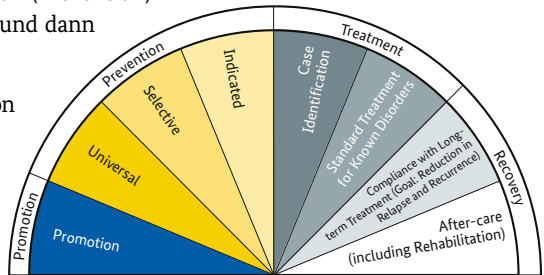 und dann
Promotion
Prevention
Treatment
Recovery
Promotion
Universal
Selective
Indicated
Case
Identification
Standard Treatment
for Known Disorders
Compliance with Long-
term Treatment (Goal: Reduction in
Relapse and Recurrence)
After-care
(including Rehabilitation)